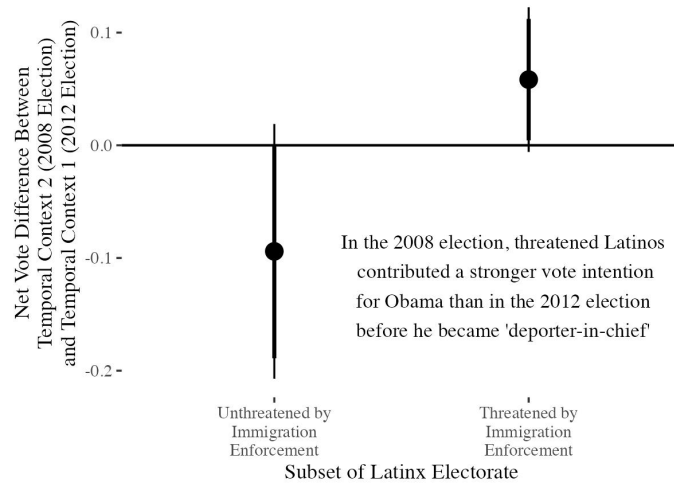 Net Vote Difference Between
Temporal Context 2 (2008 Election)
and Temporal Context 1 (2012 Election)
0.1
0.0
-0.1
-0.2
In the 2008 election, threatened Latinos
contributed a stronger vote intention
for Obama than in the 2012 election
before he became 'deporter-in-chief'
Unthreatened by
Immigration
Enforcement
Threatened by
Immigration
Enforcement
Subset of Latinx Electorate